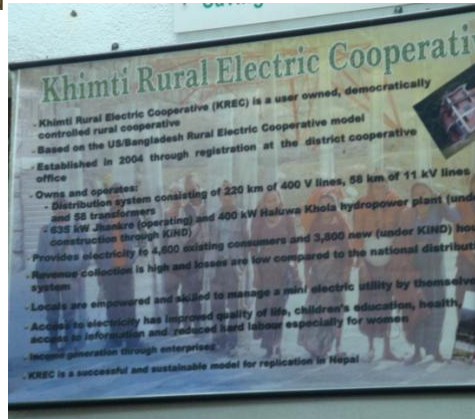 Khimti Rural Electric Cooperati
- Khimti Rural Electric Cooperative (KREC) is a user owned, democratically
controlled rural cooperative
- Based on the US/Bangladesh Rural Electric Cooperative model
- Established in 2004 through registration at the district cooperative
office
- Owns and operates:
- Distribution system consisting of 220 km of 400 V lines, 58 km of 11 kV lines
and 58 transformers
- 635 kW Jhankre (operating) and 400 kW Haluwa Khola hydropower plant (und
construction through KIND)
- Provides electricity to 4,600 existing consumers and 3,800 new (under KIND) hou
- Revenue collection is high and losses are low compared to the national distribut
system
- Locals are empowered and skilled to manage a mini electric utility by themselve
- Access to electricity has improved quality of life, children's education, health,
access to information and reduced hard labour especially for women
- Income generation through enterprises
- KREC is a successful and sustainable model for replication in Nepal